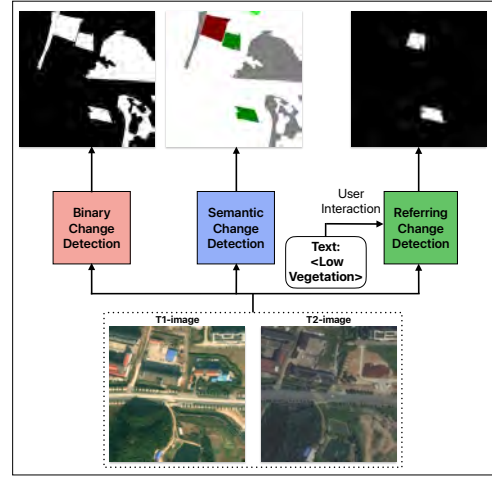 User
Interaction
Binary
Change
Detection
Semantic
Change
Detection
Referring
Change
Detection
Text:
<Low
Vegetation>
T1-image
T2-image